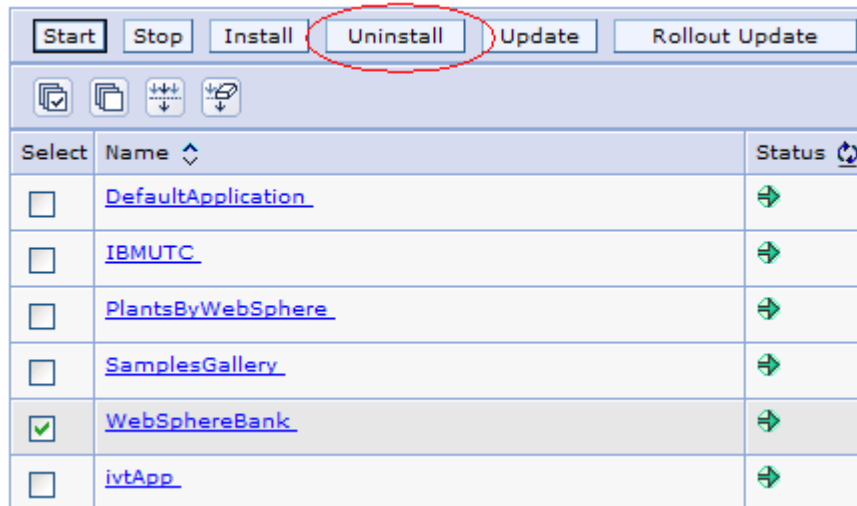 Start Stop Install Uninstall Update Rollout Update
Select Name Status
DefaultApplication
IBMUTC
PlantsByWebSphere
SamplesGallery
WebSphereBank
ivtApp